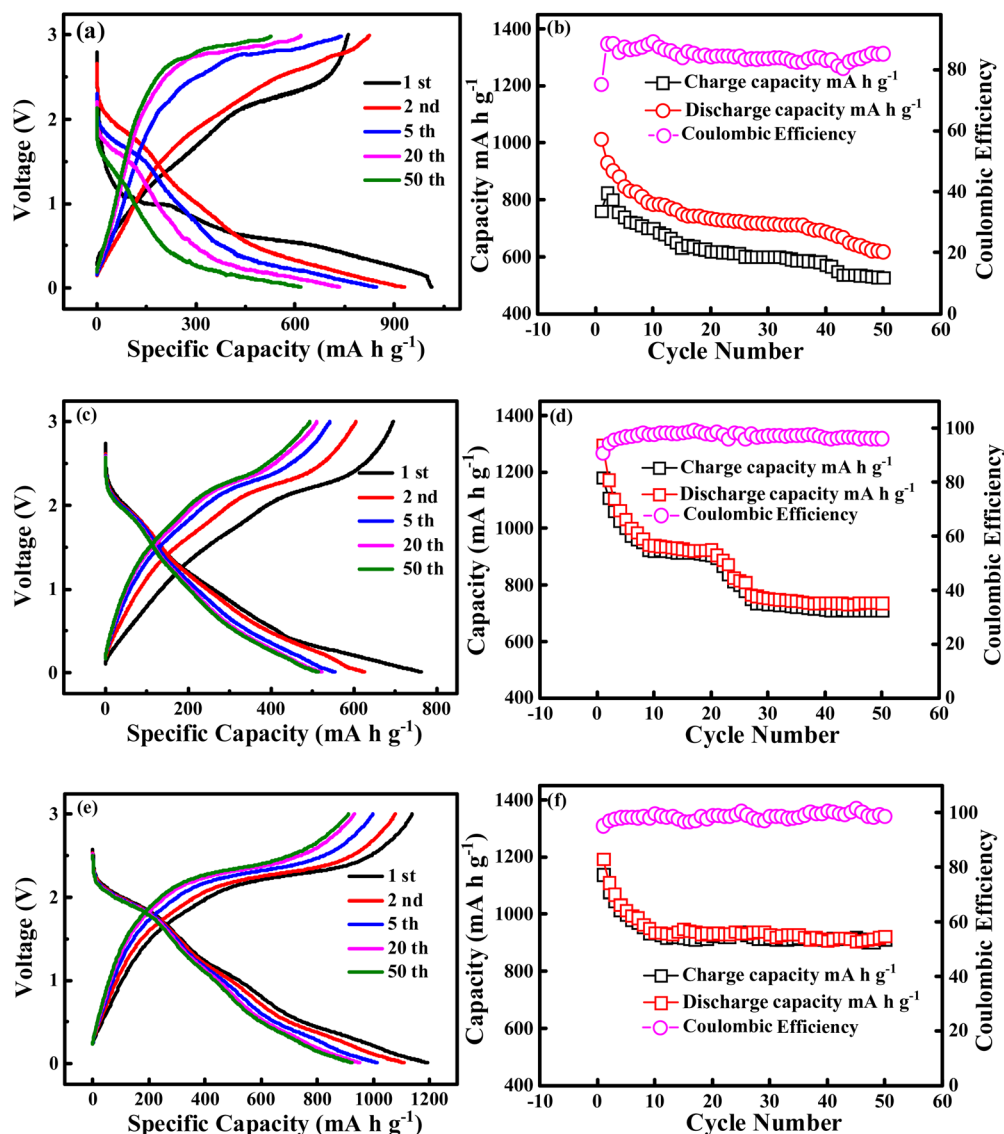 (a)
Voltage (V)
3
2
1
0
1 st
2 nd
5 th
20 th
50 th
0 300 600 900
Specific Capacity (mA h g⁻¹)
(b)
Capacity mA h g⁻¹
1400
1200
1000
800
600
400
Charge capacity mA h g⁻¹
Discharge capacity mA h g⁻¹
Coulombic Efficiency
80
60
40
20
0
Coulombic Efficiency
-10 0 10 20 30 40 50 60
Cycle Number
(c)
Voltage (V)
3
2
1
0
1 st
2 nd
5 th
20 th
50 th
0 200 400 600 800
Specific Capacity (mA h g⁻¹)
(d)
Capacity (mA h g⁻¹)
1400
1200
1000
800
600
400
Charge capacity mA h g⁻¹
Discharge capacity mA h g⁻¹
Coulombic Efficiency
100
80
60
40
20
0
Coulombic Efficiency
-10 0 10 20 30 40 50 60
Cycle Number
(e)
Voltage (V)
3
2
1
0
1 st
2 nd
5 th
20 th
50 th
0 200 400 600 800 1000 1200
Specific Capacity (mA h g⁻¹)
(f)
Capacity (mA h g⁻¹)
1400
1200
1000
800
600
400
Charge capacity mA h g⁻¹
Discharge capacity mA h g⁻¹
Coulombic Efficiency
100
80
60
40
20
0
Coulombic Efficiency
-10 0 10 20 30 40 50 60
Cycle Number